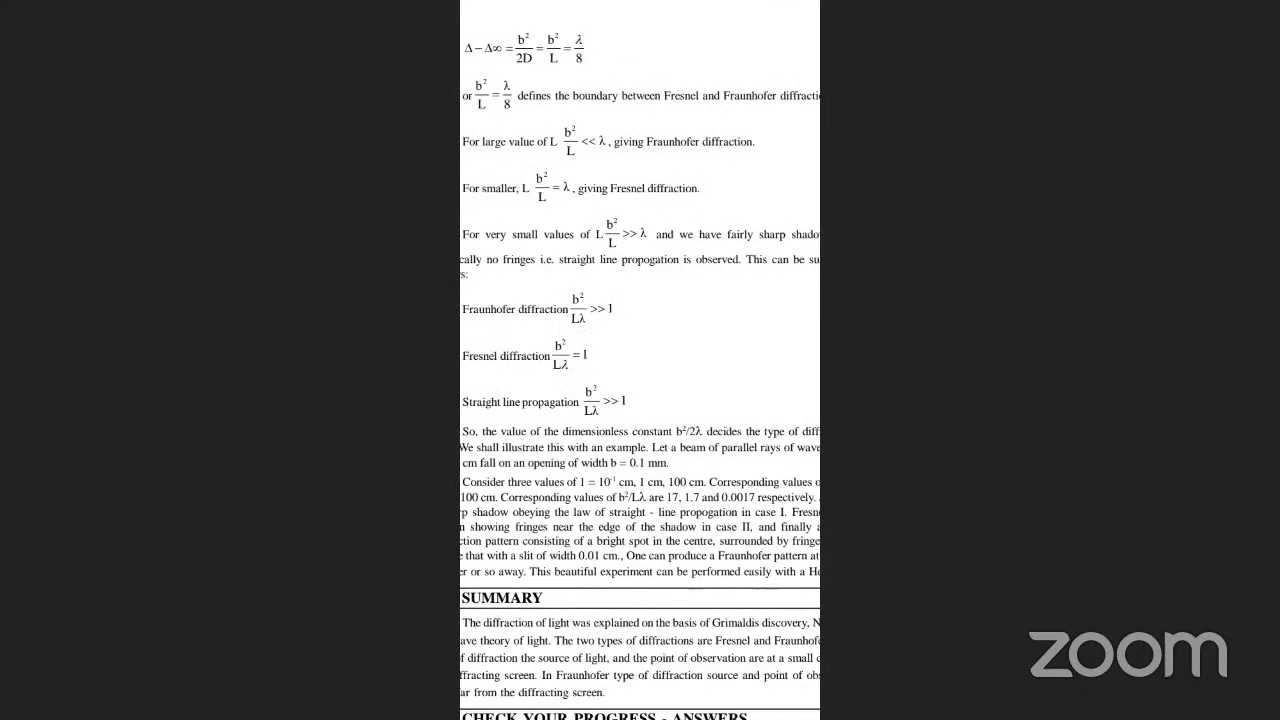 Δ − Δ∞ = b²/2D = b²/L = λ/8
or b²/L = λ/8 defines the boundary between Fresnel and Fraunhofer diffracti
For large value of L b²/L << λ , giving Fraunhofer diffraction.
For smaller, L b²/L = λ , giving Fresnel diffraction.
For very small values of L b²/L >> λ and we have fairly sharp shado
cally no fringes i.e. straight line propogation is observed. This can be su
s:
Fraunhofer diffraction b²/Lλ >> 1
Fresnel diffraction b²/Lλ = 1
Straight line propagation b²/Lλ >> 1
So, the value of the dimensionless constant b²/2λ decides the type of diff
We shall illustrate this with an example. Let a beam of parallel rays of wave
cm fall on an opening of width b = 0.1 mm.
Consider three values of 1 = 10⁻¹ cm, 1 cm, 100 cm. Corresponding values o
100 cm. Corresponding values of b²/Lλ are 17, 1.7 and 0.0017 respectively.
p shadow obeying the law of straight - line propogation in case I. Fresn
n showing fringes near the edge of the shadow in case II, and finally a
ction pattern consisting of a bright spot in the centre, surrounded by fringe
that with a slit of width 0.01 cm., One can produce a Fraunhofer pattern at
er or so away. This beautiful experiment can be performed easily with a He
SUMMARY
The diffraction of light was explained on the basis of Grimaldis discovery, N
ave theory of light. The two types of diffractions are Fresnel and Fraunhofe
f diffraction the source of light, and the point of observation are at a small d
ffracting screen. In Fraunhofer type of diffraction source and point of obs
ar from the diffracting screen.
CHECK YOUR PROGRESS - ANSWERS
zoom